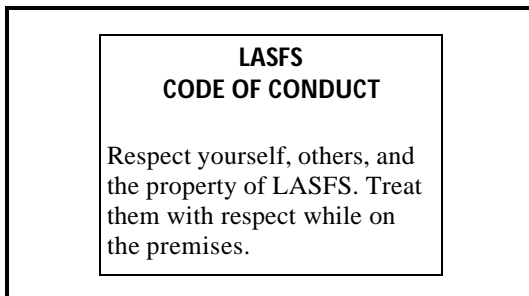 LASFS
CODE OF CONDUCT
Respect yourself, others, and
the property of LASFS. Treat
them with respect while on
the premises.